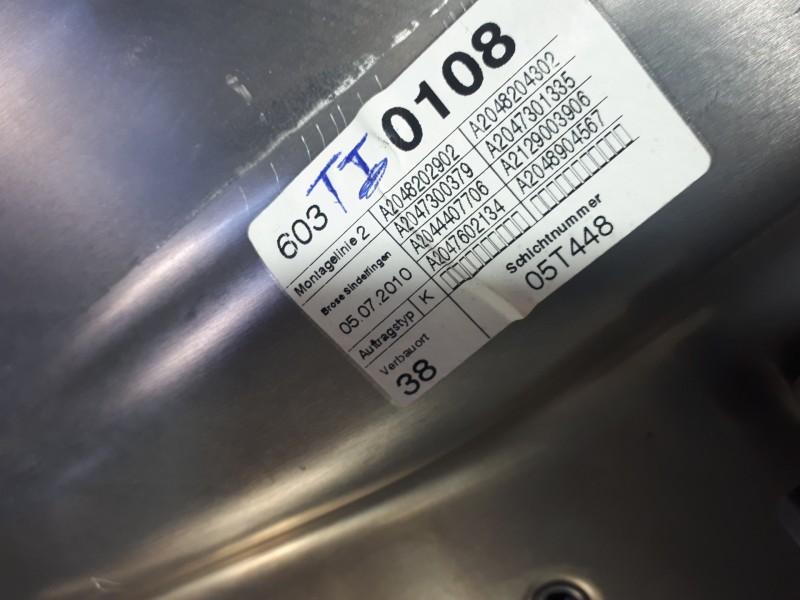 603 0108
Montagelinie 2
Brose Sindelfingen
05.07.2010
Auftragstyp K
Verbauort
38
A2048202902 A2048204302
A2047300379 A2047301335
A2044407706 A2129003906
A2047602134 A2048904567
Schichtnummer
05T448